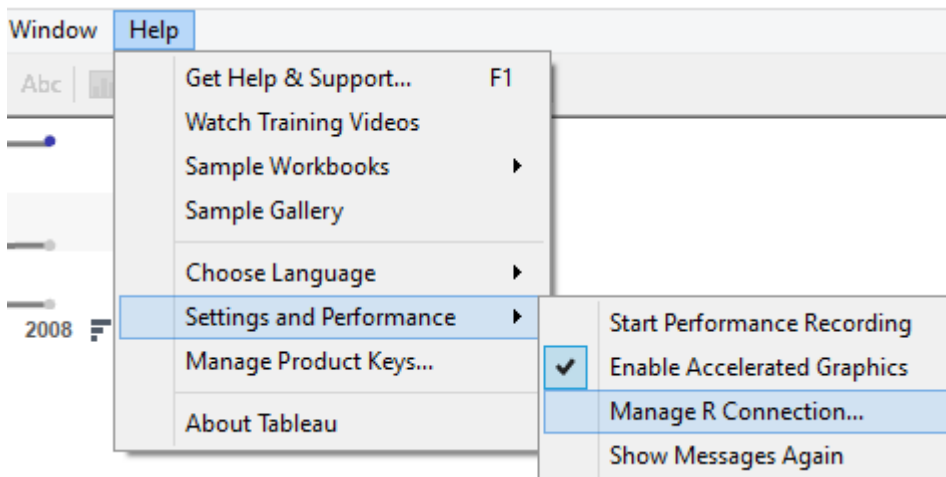 Window Help
Abc
Get Help & Support... F1
Watch Training Videos
Sample Workbooks
Sample Gallery
Choose Language
Settings and Performance
Manage Product Keys...
About Tableau
2008
Start Performance Recording
Enable Accelerated Graphics
Manage R Connection...
Show Messages Again